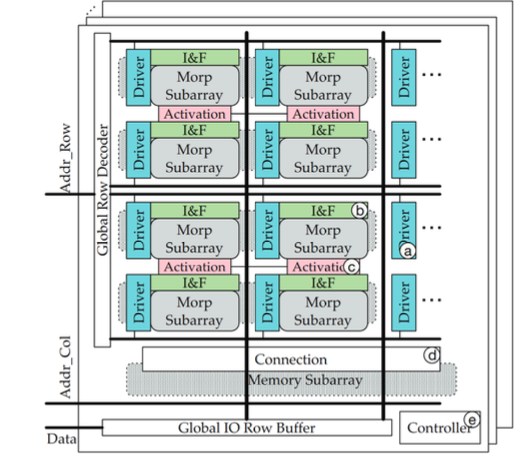 I&F I&F
Driver Morp Subarray Driver Morp Subarray Driver ...
Activation Activation
I&F I&F
Driver Morp Subarray Driver Morp Subarray Driver ...
Addr_Row
Global Row Decoder
I&F I&F b
Driver Morp Subarray Driver Morp Subarray Driver a ...
Activation Activatio c
I&F I&F
Driver Morp Subarray Driver Morp Subarray Driver ...
Addr_Col
Connection d
Memory Subarray
Global IO Row Buffer
Controller e
Data